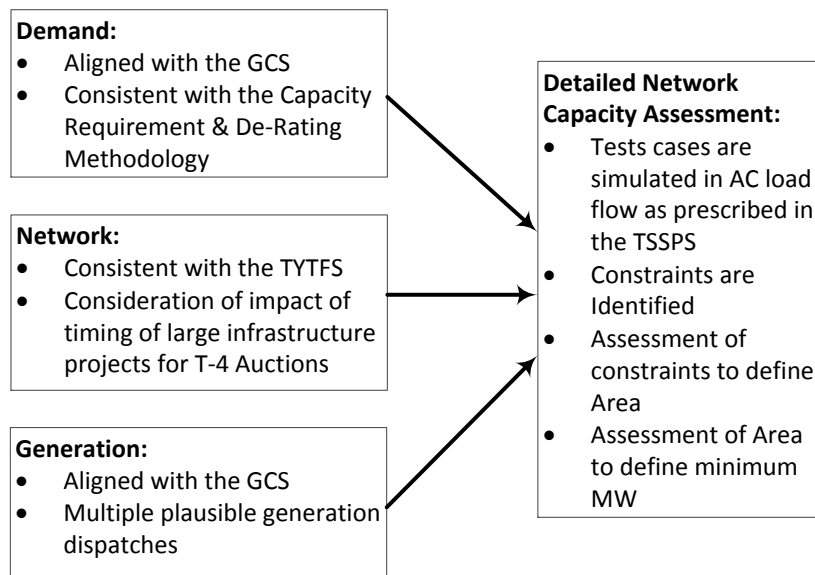 Demand:
• Aligned with the GCS
• Consistent with the Capacity
Requirement & De-Rating
Methodology
Network:
• Consistent with the TYTFS
• Consideration of impact of
timing of large infrastructure
projects for T-4 Auctions
Generation:
• Aligned with the GCS
• Multiple plausible generation
dispatches
Detailed Network
Capacity Assessment:
• Tests cases are
simulated in AC load
flow as prescribed in
the TSSPS
• Constraints are
Identified
• Assessment of
constraints to define
Area
• Assessment of Area
to define minimum
MW